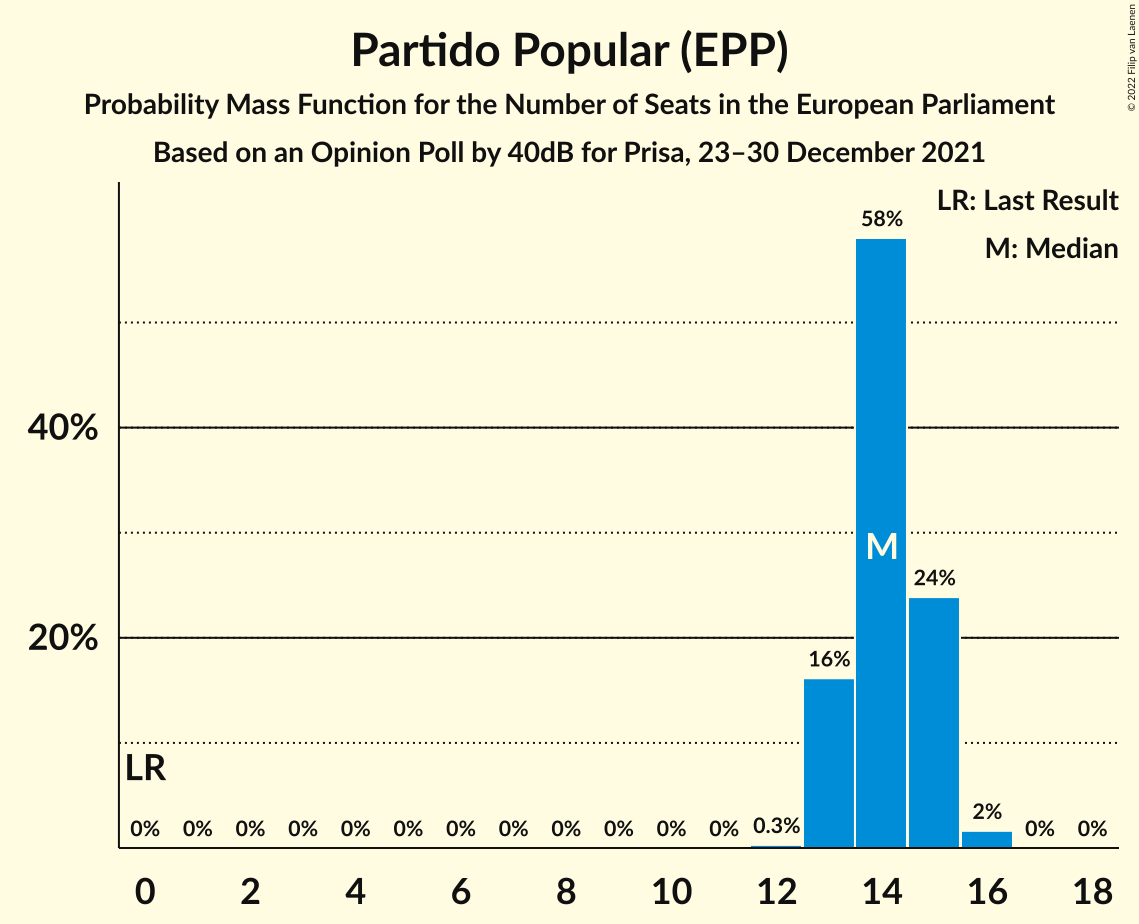 Partido Popular (EPP)
Probability Mass Function for the Number of Seats in the European Parliament
Based on an Opinion Poll by 40dB for Prisa, 23–30 December 2021
© 2022 Filip van Laenen
LR: Last Result
M: Median
58%
40%
M
24%
20%
16%
LR
0% 0% 0% 0% 0% 0% 0% 0% 0% 0% 0% 0% 0.3% 2% 0% 0%
0 2 4 6 8 10 12 14 16 18